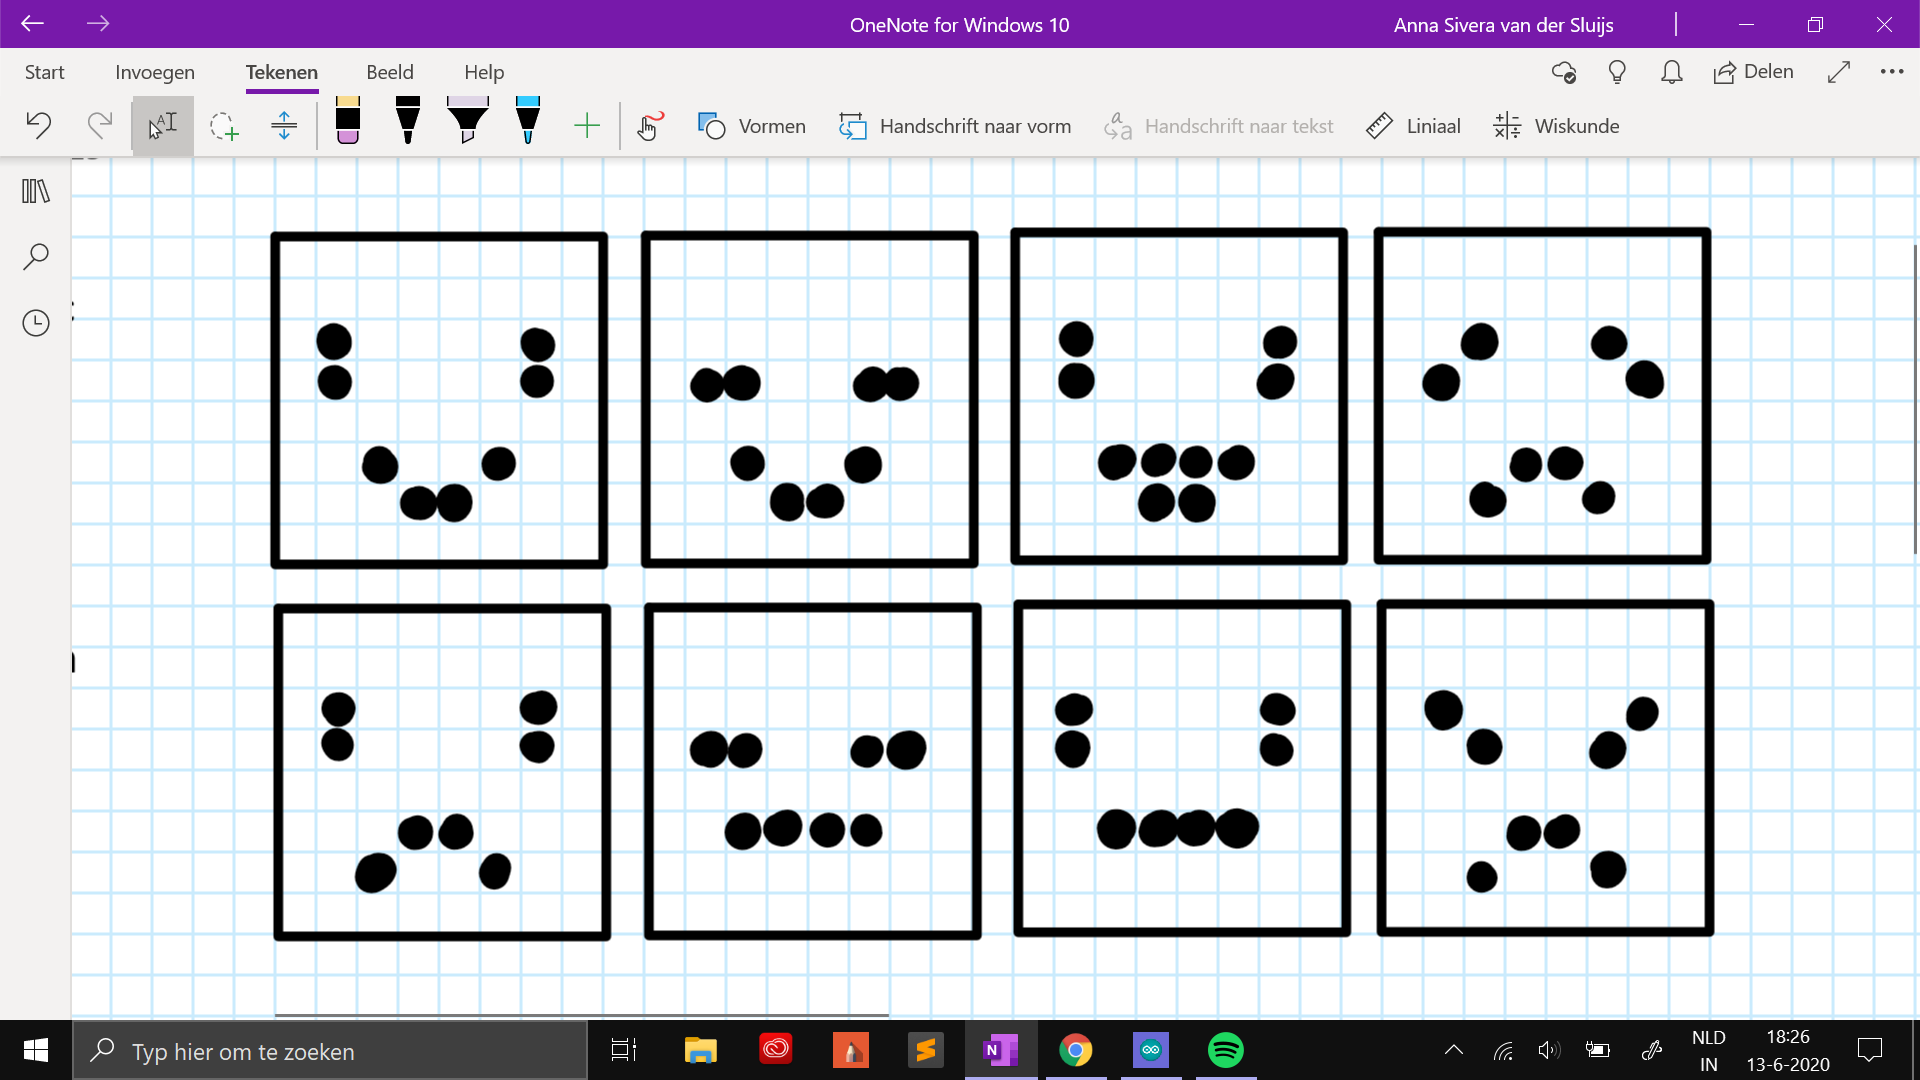 OneNote for Windows 10
Anna Sivera van der Sluijs
Start Invoegen Tekenen Beeld Help
Delen
Vormen Handschrift naar vorm Handschrift naar tekst Liniaal Wiskunde
Typ hier om te zoeken
NLD
IN
18:26
13-6-2020